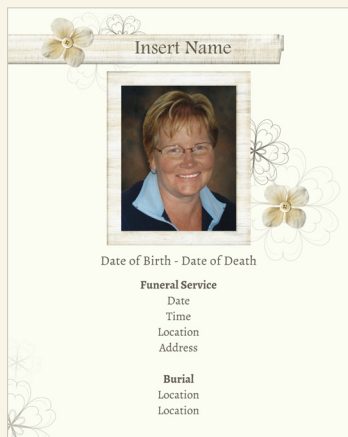 Insert Name
Date of Birth - Date of Death
Funeral Service
Date
Time
Location
Address
Burial
Location
Location